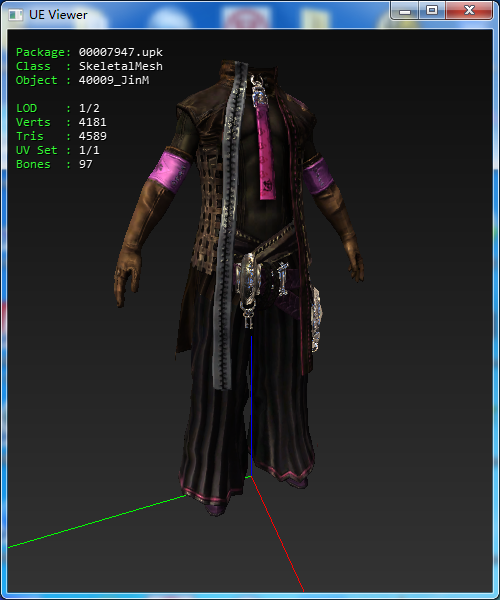 UE Viewer
Package: 00007947.upk
Class : SkeletalMesh
Object : 40009_JinM
LOD : 1/2
Verts : 4181
Tris : 4589
UV Set : 1/1
Bones : 97